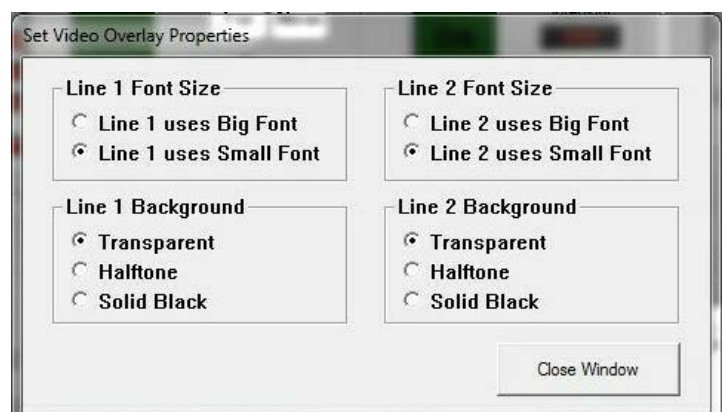 Set Video Overlay Properties
Line 1 Font Size
Line 1 uses Big Font
Line 1 uses Small Font
Line 2 Font Size
Line 2 uses Big Font
Line 2 uses Small Font
Line 1 Background
Transparent
Halftone
Solid Black
Line 2 Background
Transparent
Halftone
Solid Black
Close Window